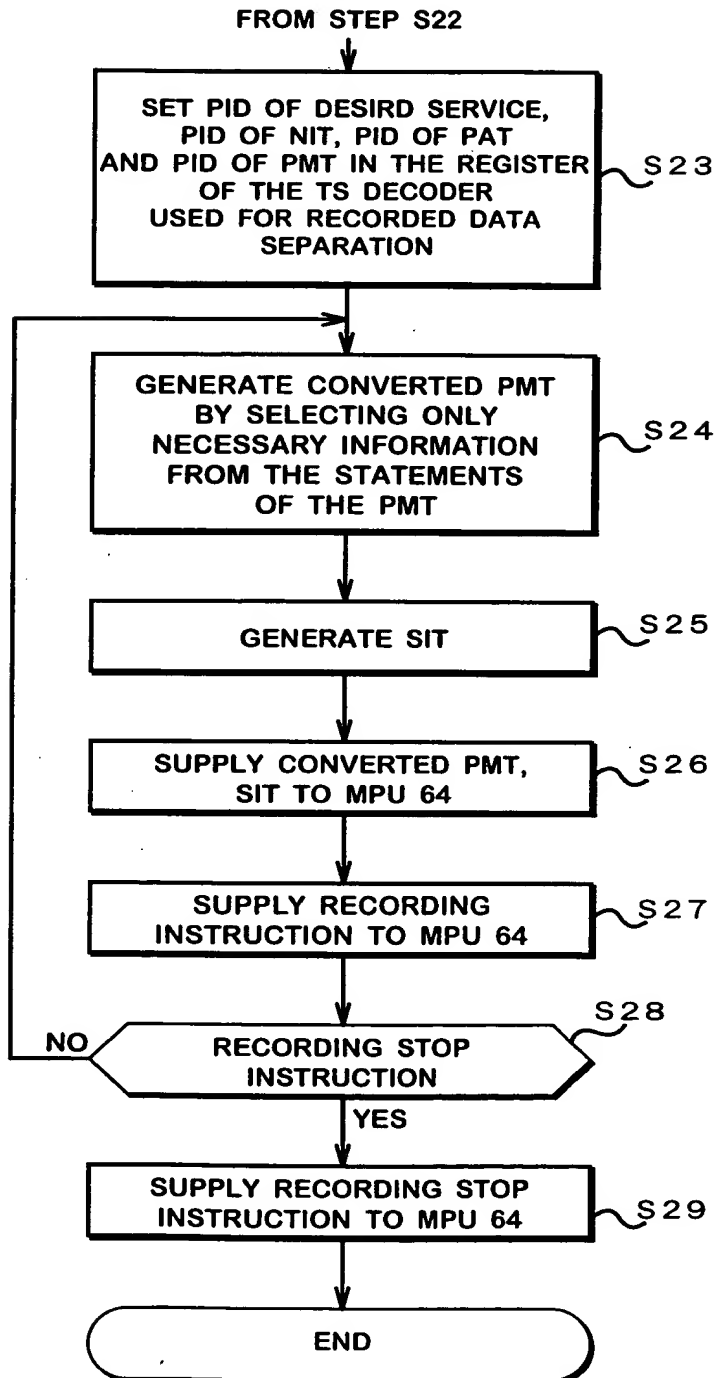 FROM STEP S22
SET PID OF DESIRD SERVICE,
PID OF NIT, PID OF PAT
AND PID OF PMT IN THE REGISTER
OF THE TS DECODER
USED FOR RECORDED DATA
SEPARATION
S23
GENERATE CONVERTED PMT
BY SELECTING ONLY
NECESSARY INFORMATION
FROM THE STATEMENTS
OF THE PMT
S24
GENERATE SIT
S25
SUPPLY CONVERTED PMT,
SIT TO MPU 64
S26
SUPPLY RECORDING
INSTRUCTION TO MPU 64
S27
S28
NO
RECORDING STOP
INSTRUCTION
YES
SUPPLY RECORDING STOP
INSTRUCTION TO MPU 64
S29
END